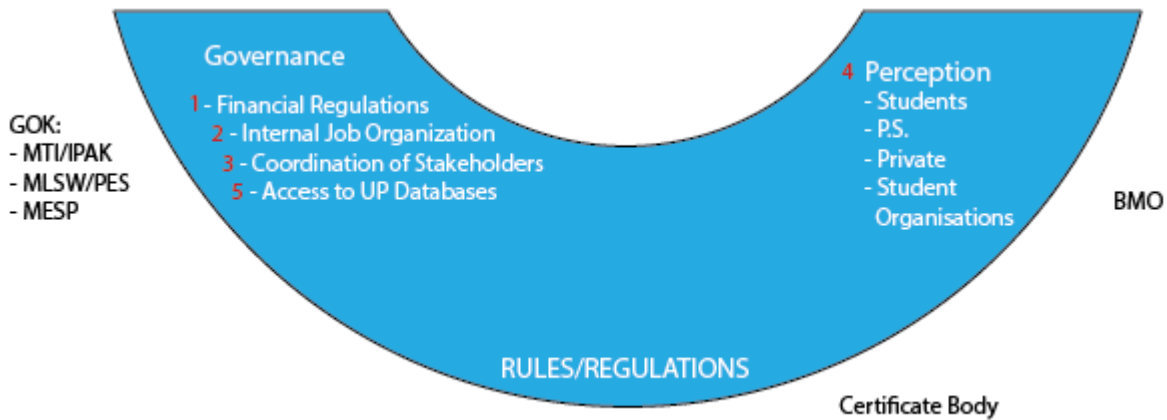 Governance
1 - Financial Regulations
2 - Internal Job Organization
3 - Coordination of Stakeholders
5 - Access to UP Databases
4 Perception
- Students
- P.S.
- Private
- Student
Organisations
GOK:
- MTI/IPAK
- MLSW/PES
- MESP
BMO
RULES/REGULATIONS
Certificate Body